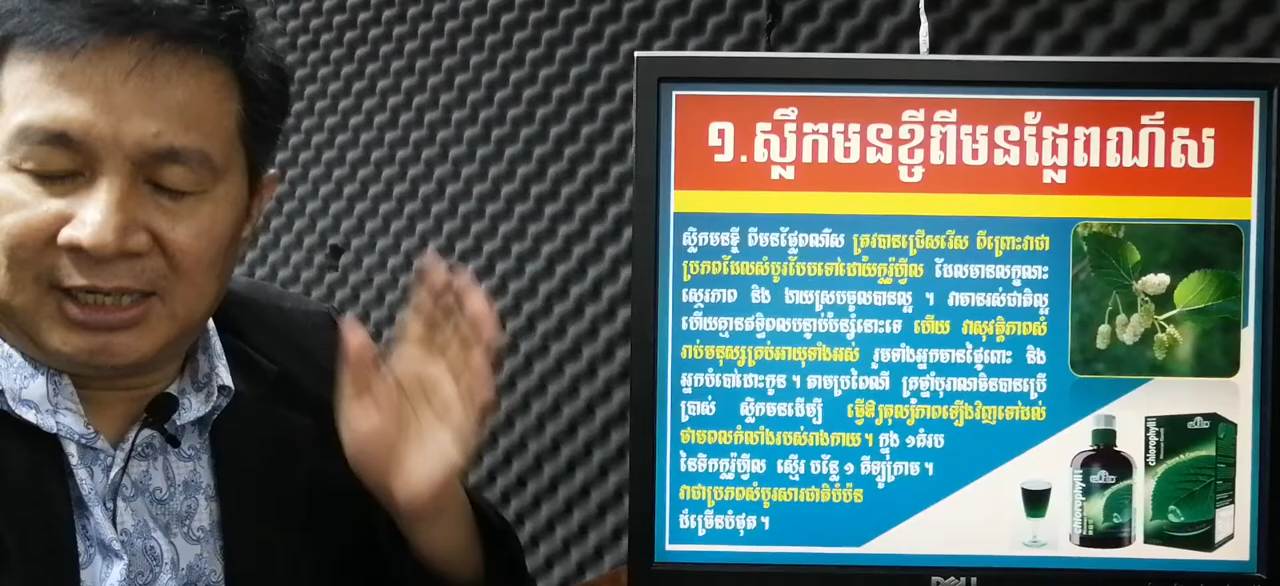 ១.ស្លឹកមនខ្ចីពីមនផ្លែពណ៌ស
ស្លឹកមនខ្ចី ពីមនផ្លែពណ៌ស ត្រូវបានជ្រើសរើស ពីព្រោះវាជា
ប្រភពដែលសំបូរបែបទៅដោយក្លរ៉ូហ្វីល ដែលមានលក្ខណះ
ស្ថេរភាព និង ងាយស្របចូលបានល្អ ។ វាមានរស់ជាតិល្អ
ហើយគ្មានឥទ្ធិពលបន្ទាប់បន្សំនោះទេ ហើយ វាសុវត្ថិភាពសំ
រាប់មនុស្សគ្រប់អាយុទាំងអស់ រួមទាំងអ្នកមានផ្ទៃពោះ និង
អ្នកបំបៅដោះកូន ។ តាមប្រពៃណី គ្រូថ្នាំបុរាណចិនបានប្រើ
ប្រាស់ ស្លឹកមនដើម្បី ធ្វើឱ្យតុល្យភាពឡើងវិញទៅដល់
ថាមពលកំលាំងរបស់រាងកាយ ។ ក្នុង ១គំរប
នៃទឹកក្លរ៉ូហ្វីល ស្មើរ បន្លែ ១ គីឡូក្រាម ។
វាជាប្រភពសំបូរសារជាតិបំប៉ន
ដ៏ច្រើនបំផុត ។
chlorophyll
chlorophyll
DELL